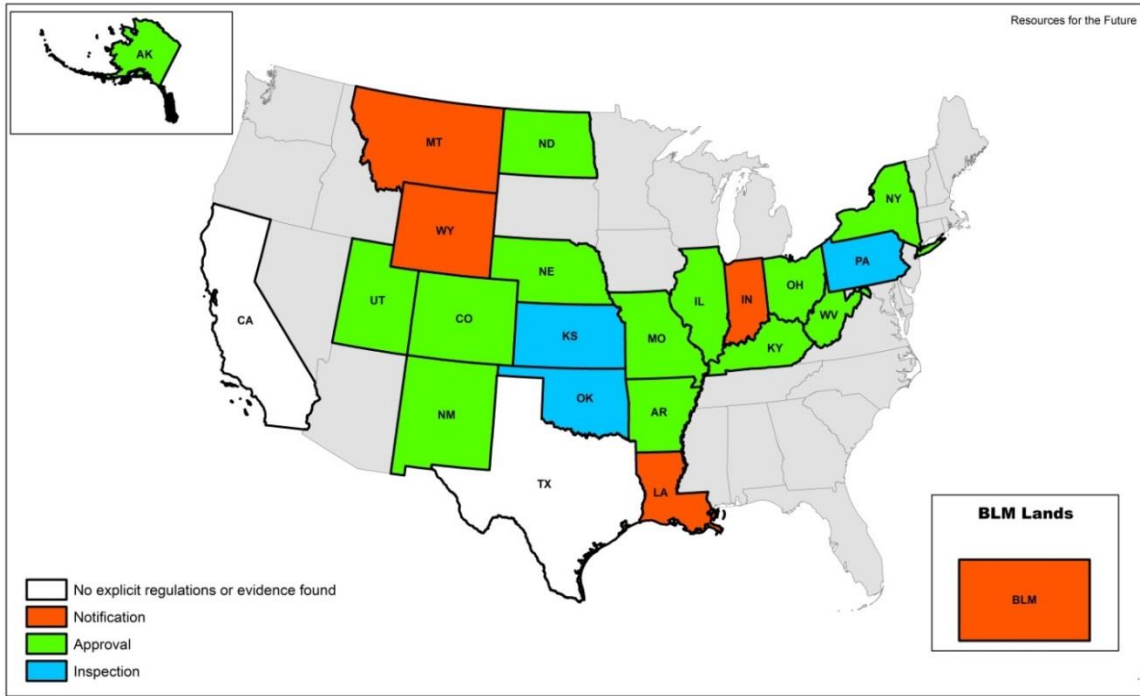 Resources for the Future
AK
MT
ND
WY
NY
NE
PA
UT
CO
IL
IN
OH
WV
CA
KS
MO
KY
NM
OK
AR
TX
LA
BLM Lands
BLM
No explicit regulations or evidence found
Notification
Approval
Inspection